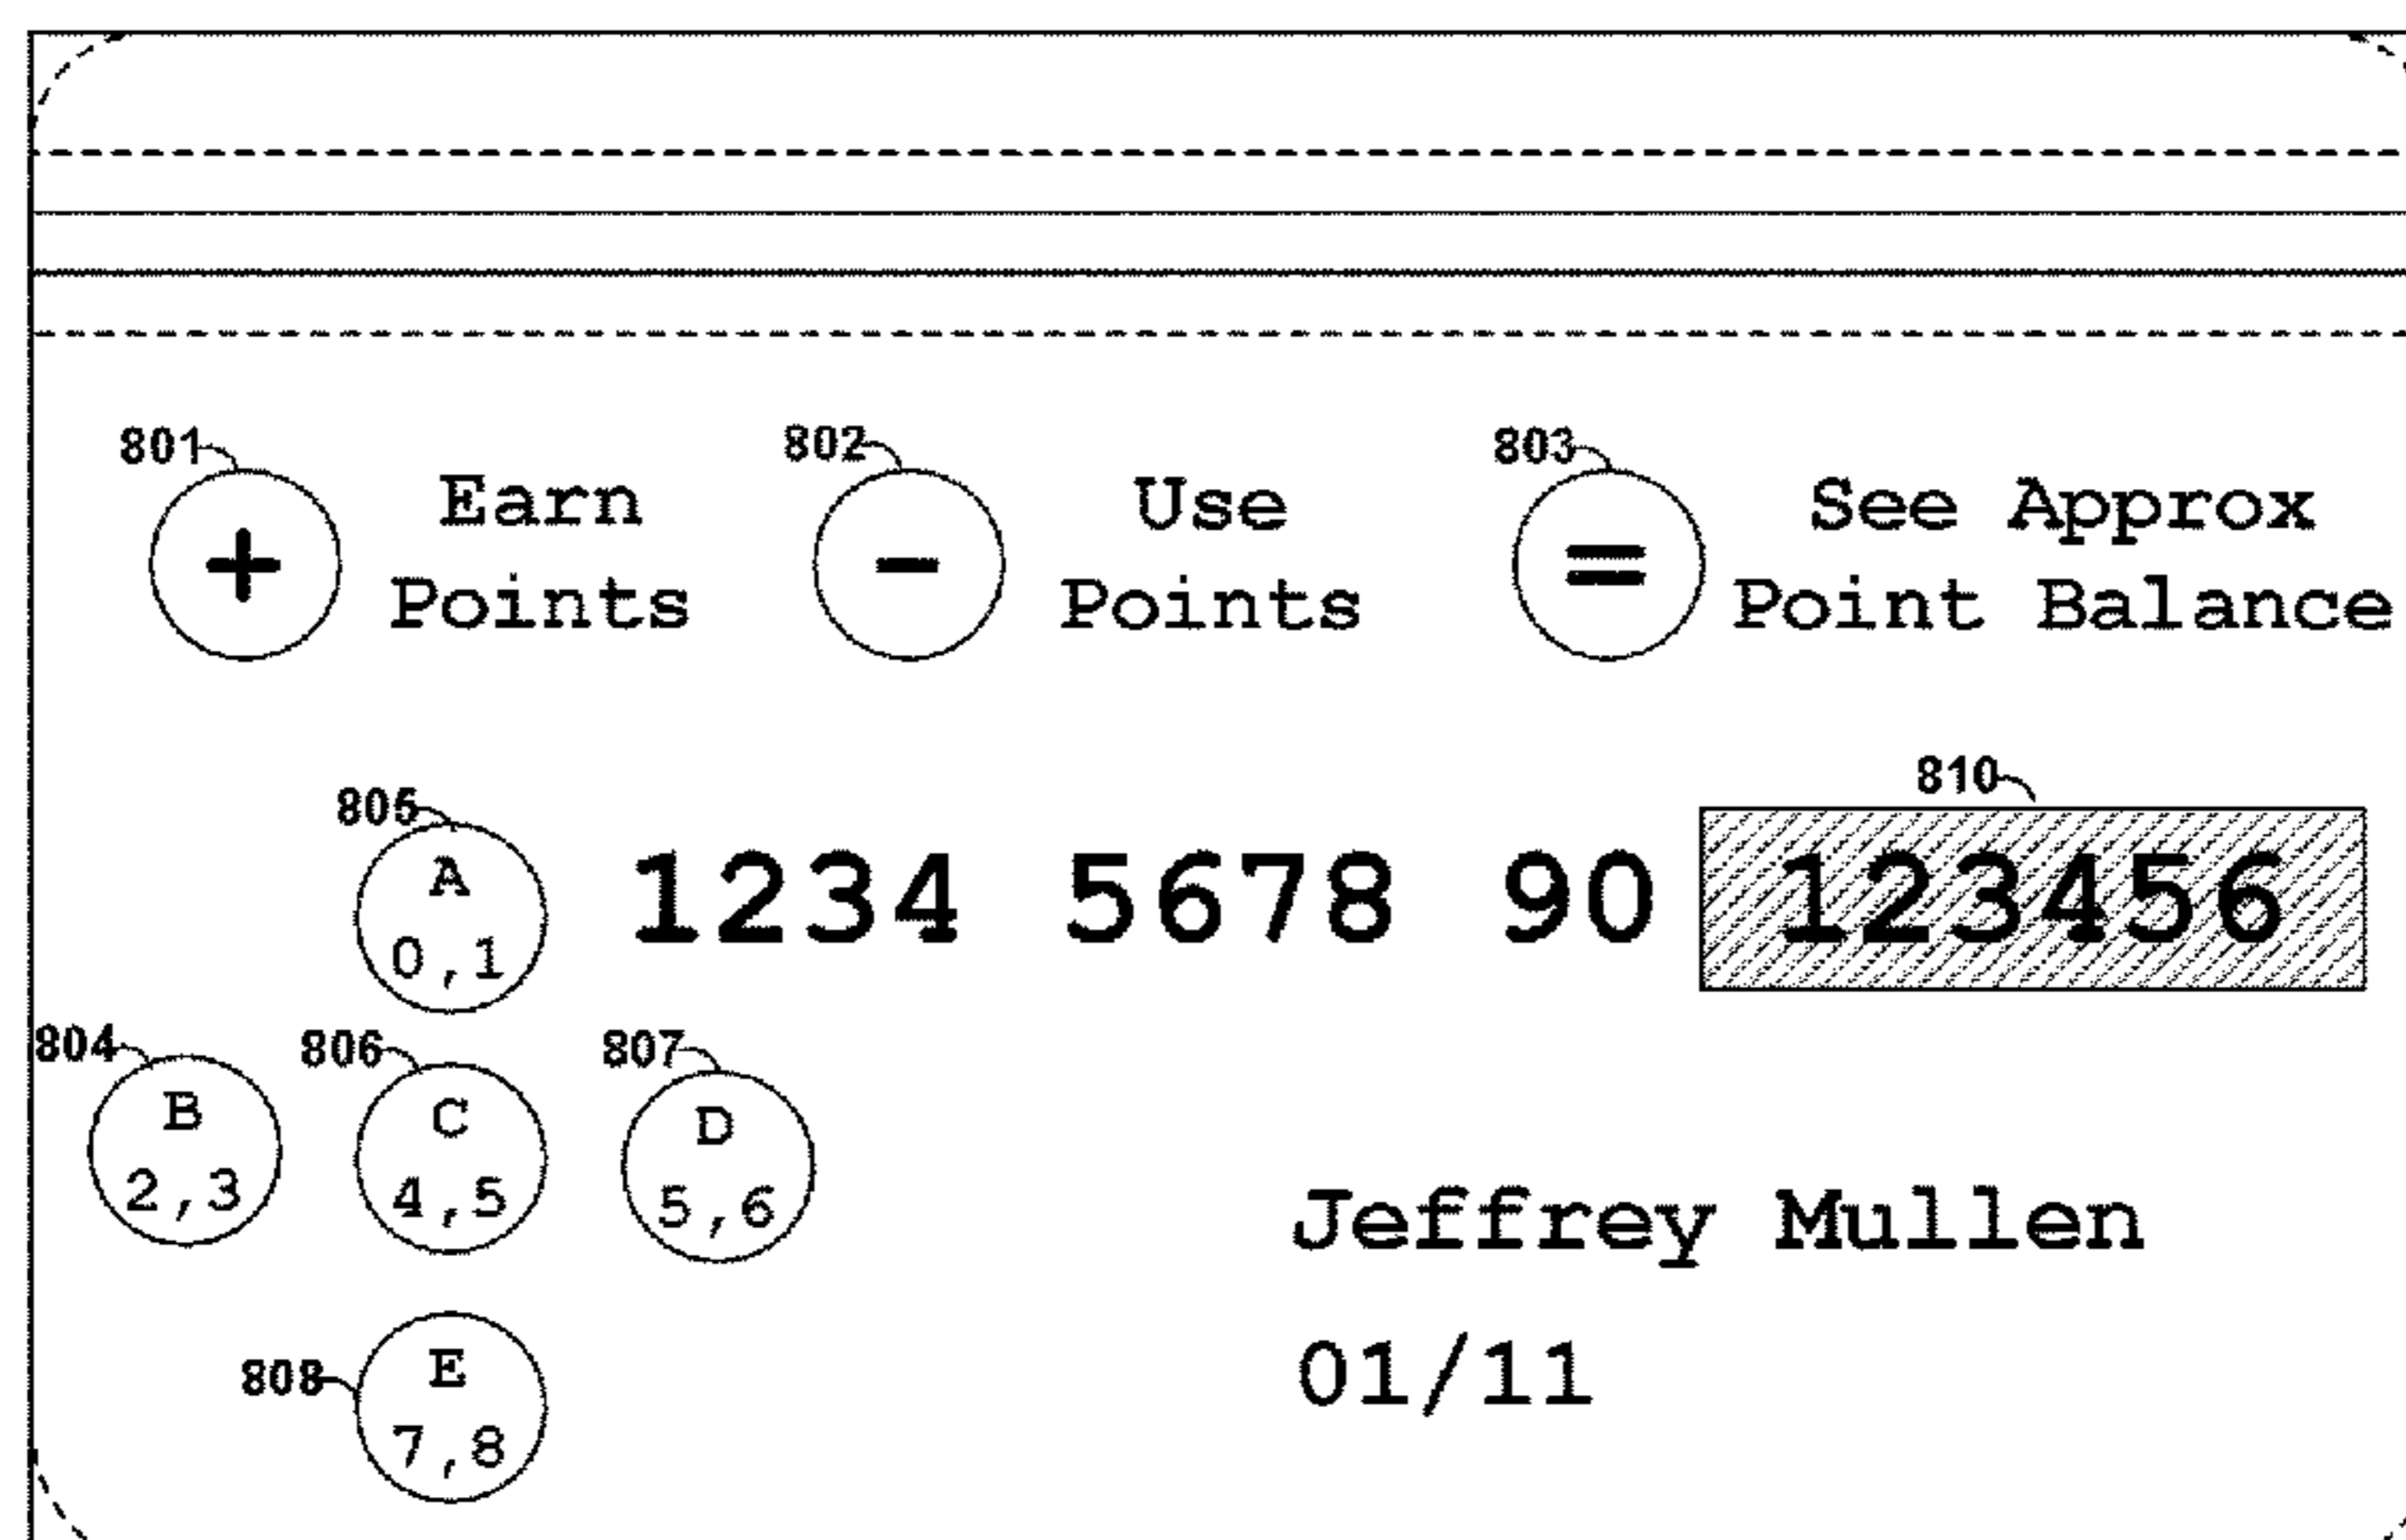 801 802 803
+ Earn Points - Use Points = See Approx Point Balance
810
805
A
0,1
1234 5678 90 123456
804 806 807
B C D
2,3 4,5 5,6
Jeffrey Mullen
808
E
7,8
01/11